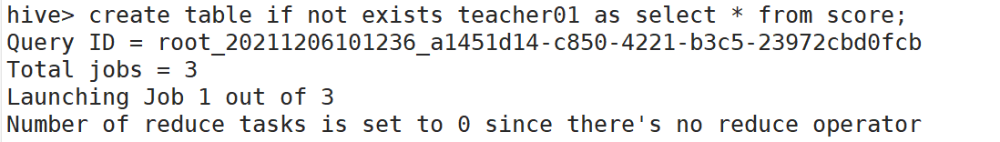 hive> create table if not exists teacher01 as select * from score;
Query ID = root_20211206101236_a1451d14-c850-4221-b3c5-23972cbd0fcb
Total jobs = 3
Launching Job 1 out of 3
Number of reduce tasks is set to 0 since there's no reduce operator